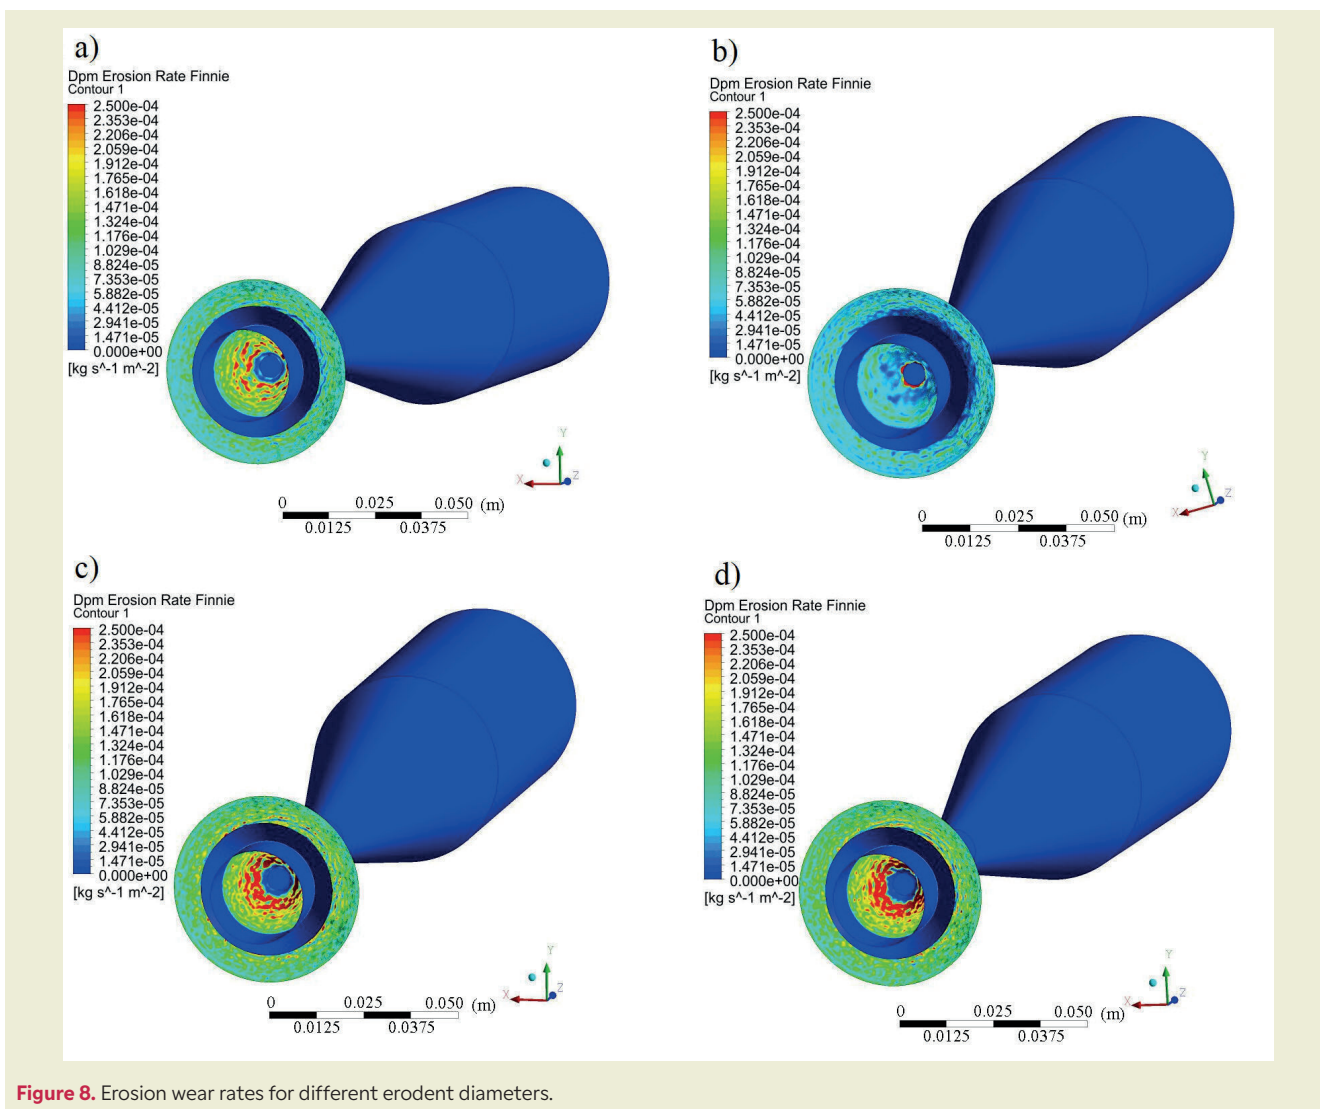 a)
Dpm Erosion Rate Finnie
Contour 1
2.500e-04
2.353e-04
2.206e-04
2.059e-04
1.912e-04
1.765e-04
1.618e-04
1.471e-04
1.324e-04
1.176e-04
1.029e-04
8.824e-05
7.353e-05
5.882e-05
4.412e-05
2.941e-05
1.471e-05
0.000e+00
[kg s^-1 m^-2]
Y
X
Z
0 0.025 0.050 (m)
0.0125 0.0375
b)
Dpm Erosion Rate Finnie
Contour 1
2.500e-04
2.353e-04
2.206e-04
2.059e-04
1.912e-04
1.765e-04
1.618e-04
1.471e-04
1.324e-04
1.176e-04
1.029e-04
8.824e-05
7.353e-05
5.882e-05
4.412e-05
2.941e-05
1.471e-05
0.000e+00
[kg s^-1 m^-2]
Y
Z
X
0 0.025 0.050 (m)
0.0125 0.0375
c)
Dpm Erosion Rate Finnie
Contour 1
2.500e-04
2.353e-04
2.206e-04
2.059e-04
1.912e-04
1.765e-04
1.618e-04
1.471e-04
1.324e-04
1.176e-04
1.029e-04
8.824e-05
7.353e-05
5.882e-05
4.412e-05
2.941e-05
1.471e-05
0.000e+00
[kg s^-1 m^-2]
Y
X
Z
0 0.025 0.050 (m)
0.0125 0.0375
d)
Dpm Erosion Rate Finnie
Contour 1
2.500e-04
2.353e-04
2.206e-04
2.059e-04
1.912e-04
1.765e-04
1.618e-04
1.471e-04
1.324e-04
1.176e-04
1.029e-04
8.824e-05
7.353e-05
5.882e-05
4.412e-05
2.941e-05
1.471e-05
0.000e+00
[kg s^-1 m^-2]
Y
X
Z
0 0.025 0.050 (m)
0.0125 0.0375
Figure 8. Erosion wear rates for different erodent diameters.